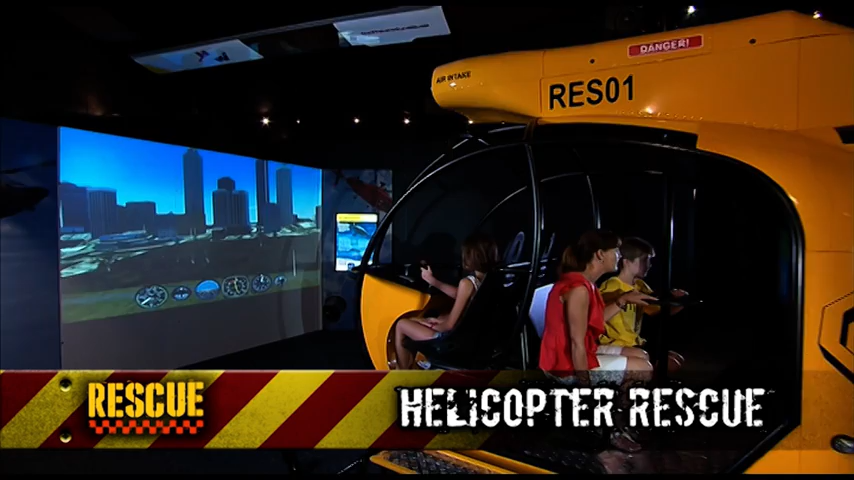 DANGER!
AIR INTAKE
RES01
RESCUE
HELICOPTER RESCUE